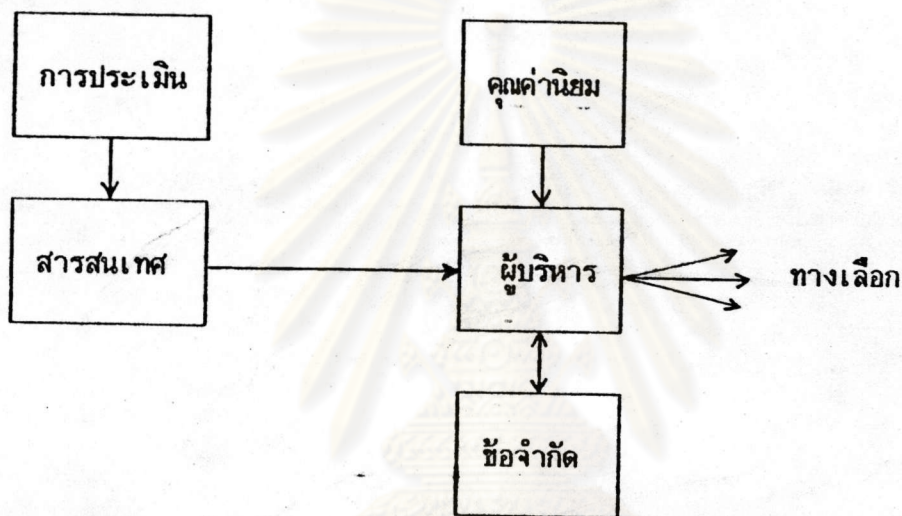 การประเมิน
คุณค่านิยม
สารสนเทศ
ผู้บริหาร
ทางเลือก
ข้อจำกัด